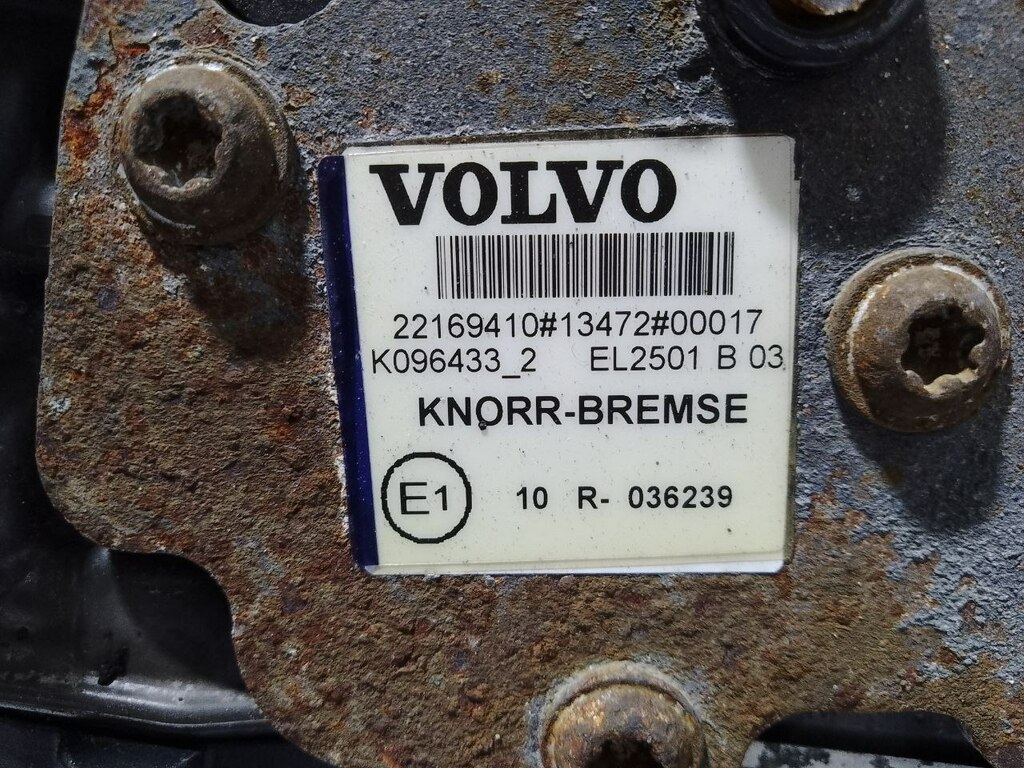 VOLVO
22169410#13472#00017
K096433_2 EL2501 B 03
KNORR-BREMSE
E1 10 R- 036239